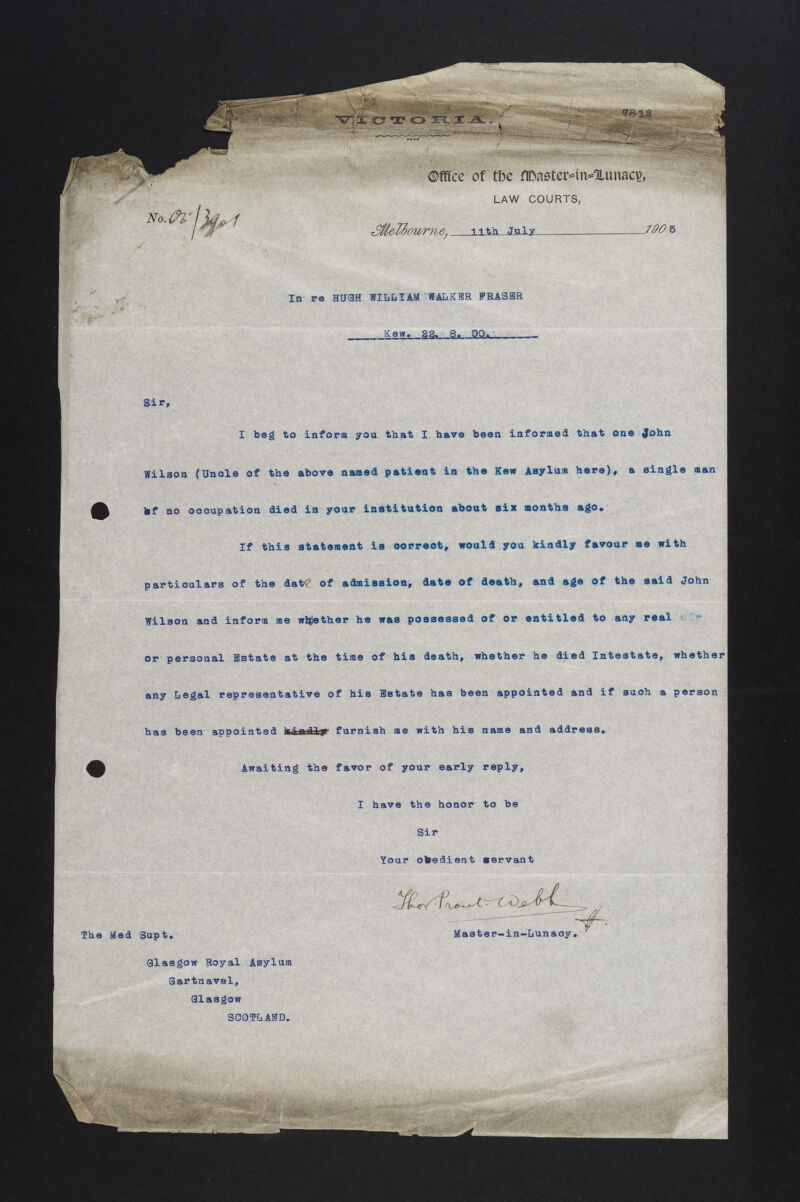 VICTORIA.
7812
Office of the Master-in-Lunacy,
LAW COURTS,
No. 05/3901
Melbourne, 11th July 1905
In re HUGH WILLIAM WALKER FRASER
Kew. 22. 8. 00.
Sir,
I beg to inform you that I have been informed that one John
Wilson (Uncle of the above named patient in the Kew Asylum here), a single man
of no occupation died in your institution about six months ago.
If this statement is correct, would you kindly favour me with
particulars of the date of admission, date of death, and age of the said John
Wilson and inform me whether he was possessed of or entitled to any real
or personal Estate at the time of his death, whether he died Intestate, whether
any Legal representative of his Estate has been appointed and if such a person
has been appointed kindly furnish me with his name and address.
Awaiting the favor of your early reply,
I have the honor to be
Sir
Your obedient servant
Thos. Prout Webb
Master-in-Lunacy.
The Med Supt.
Glasgow Royal Asylum
Gartnavel,
Glasgow
SCOTLAND.